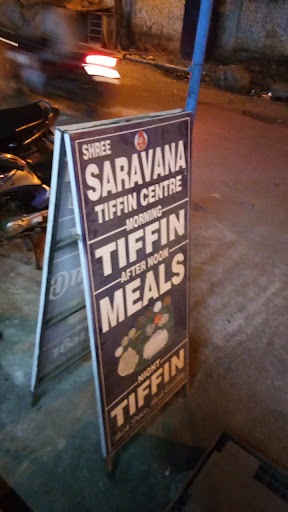 SHREE
SARAVANA
TIFFIN CENTRE
MORNING
TIFFIN
AFTER NOON
MEALS
NIGHT
TIFFIN